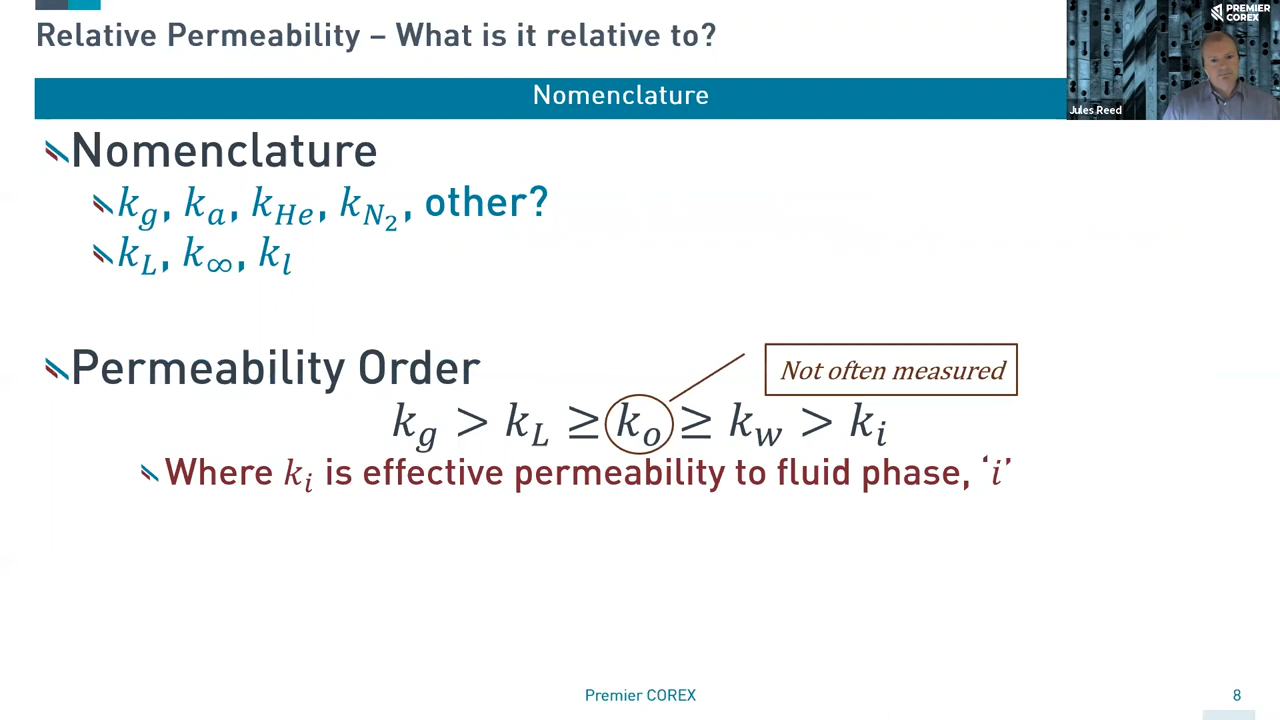 Relative Permeability – What is it relative to?
PREMIER
COREX
Nomenclature
Jules Reed
Nomenclature
k_g, k_a, k_He, k_N₂, other?
k_L, k_∞, k_l
Permeability Order
Not often measured
k_g > k_L ≥ k_o ≥ k_w > k_i
Where k_i is effective permeability to fluid phase, ‘i’
Premier COREX
8